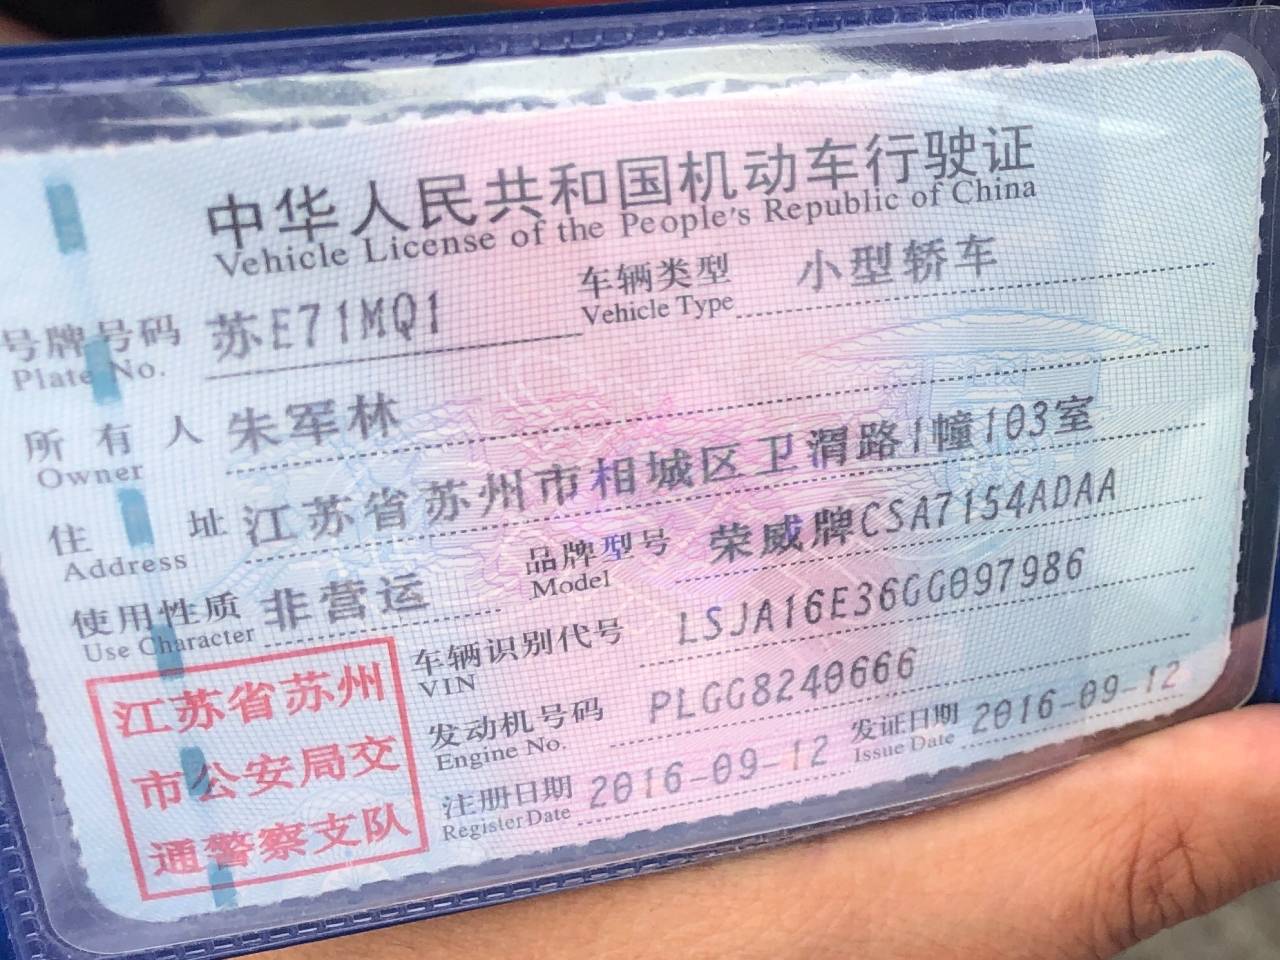 中华人民共和国机动车行驶证
Vehicle License of the People's Republic of China
号牌号码 苏E71MQ1 车辆类型 小型轿车
Plate No. Vehicle Type
所有人 朱军林
Owner
住址 江苏省苏州市相城区卫渭路1幢103室
Address
使用性质 非营运 品牌型号 荣威牌CSA7154ADAA
Use Character Model
车辆识别代号 LSJA16E36GG097986
VIN
发动机号码 PLGG8240666
Engine No.
注册日期 2016-09-12 发证日期 2016-09-12
Register Date Issue Date
江苏省苏州
市公安局交
通警察支队